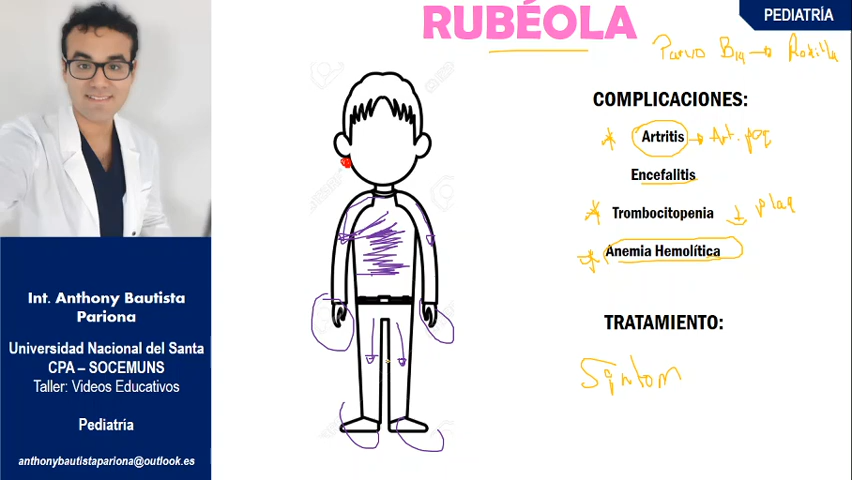 PEDIATRÍA
RUBÉOLA
Parvo B19 → Rodilla
COMPLICACIONES:
Artritis → Art. peq
Encefalitis
Trombocitopenia ↓ plaq
Anemia Hemolítica
TRATAMIENTO:
Sintom
Int. Anthony Bautista
Pariona
Universidad Nacional del Santa
CPA – SOCEMUNS
Taller: Videos Educativos
Pediatría
anthonybautistapariona@outlook.es